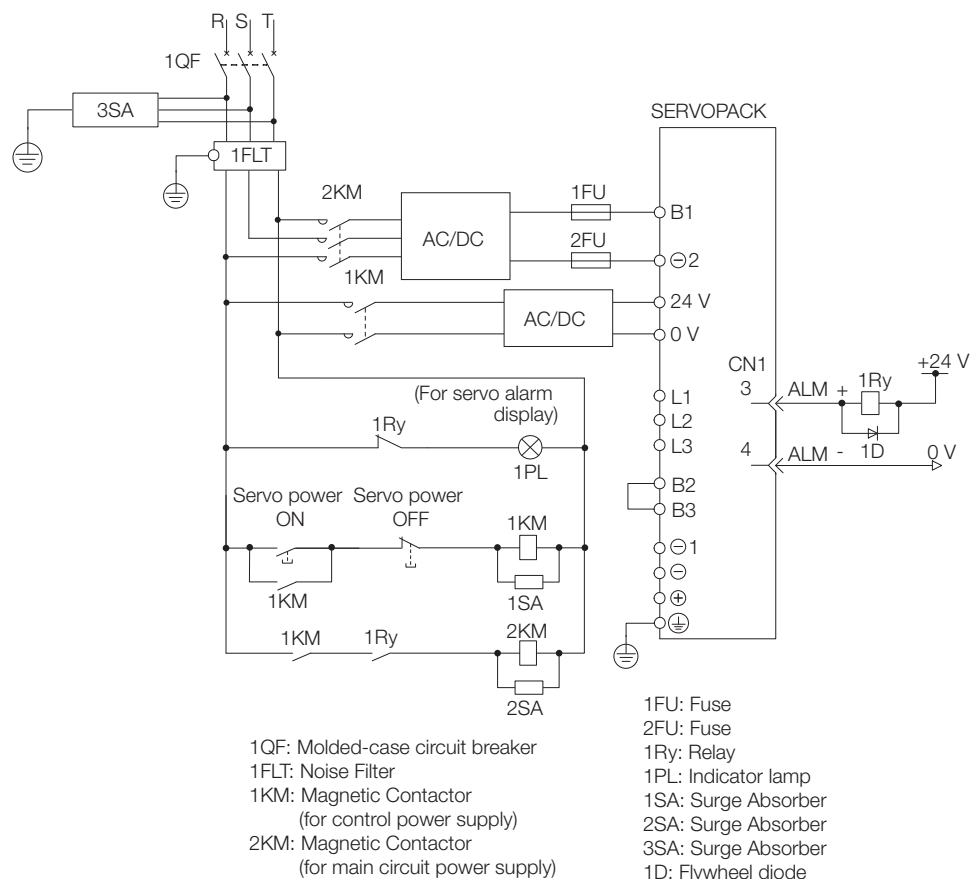 R S T
1QF
3SA
SERVOPACK
1FLT
2KM
1FU
B1
AC/DC
2FU
⊖2
1KM
24 V
AC/DC
0 V
CN1
+24 V
(For servo alarm
display)
3 ALM + 1Ry
L1
L2
1Ry
1D
L3
4 ALM - 0 V
1PL
B2
Servo power
ON
Servo power
OFF
B3
1KM
⊖1
⊖
1KM
1SA
⊕
1KM 1Ry 2KM
2SA
1QF: Molded-case circuit breaker
1FLT: Noise Filter
1KM: Magnetic Contactor
(for control power supply)
2KM: Magnetic Contactor
(for main circuit power supply)
1FU: Fuse
2FU: Fuse
1Ry: Relay
1PL: Indicator lamp
1SA: Surge Absorber
2SA: Surge Absorber
3SA: Surge Absorber
1D: Flywheel diode